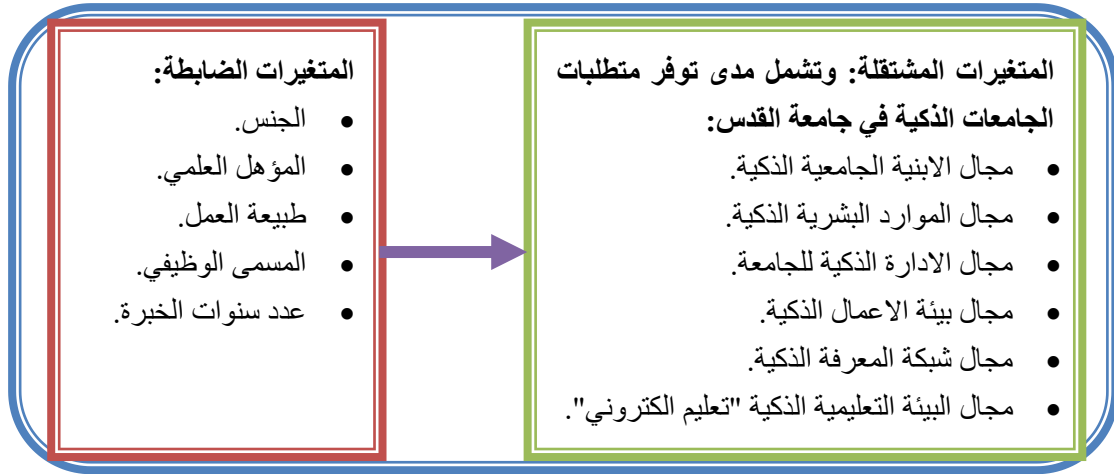 المتغيرات المشتقلة: وتشمل مدى توفر متطلبات
الجامعات الذكية في جامعة القدس:
• مجال الابنية الجامعية الذكية.
• مجال الموارد البشرية الذكية.
• مجال الادارة الذكية للجامعة.
• مجال بيئة الاعمال الذكية.
• مجال شبكة المعرفة الذكية.
• مجال البيئة التعليمية الذكية "تعليم الكتروني".
المتغيرات الضابطة:
• الجنس.
• المؤهل العلمي.
• طبيعة العمل.
• المسمى الوظيفي.
• عدد سنوات الخبرة.